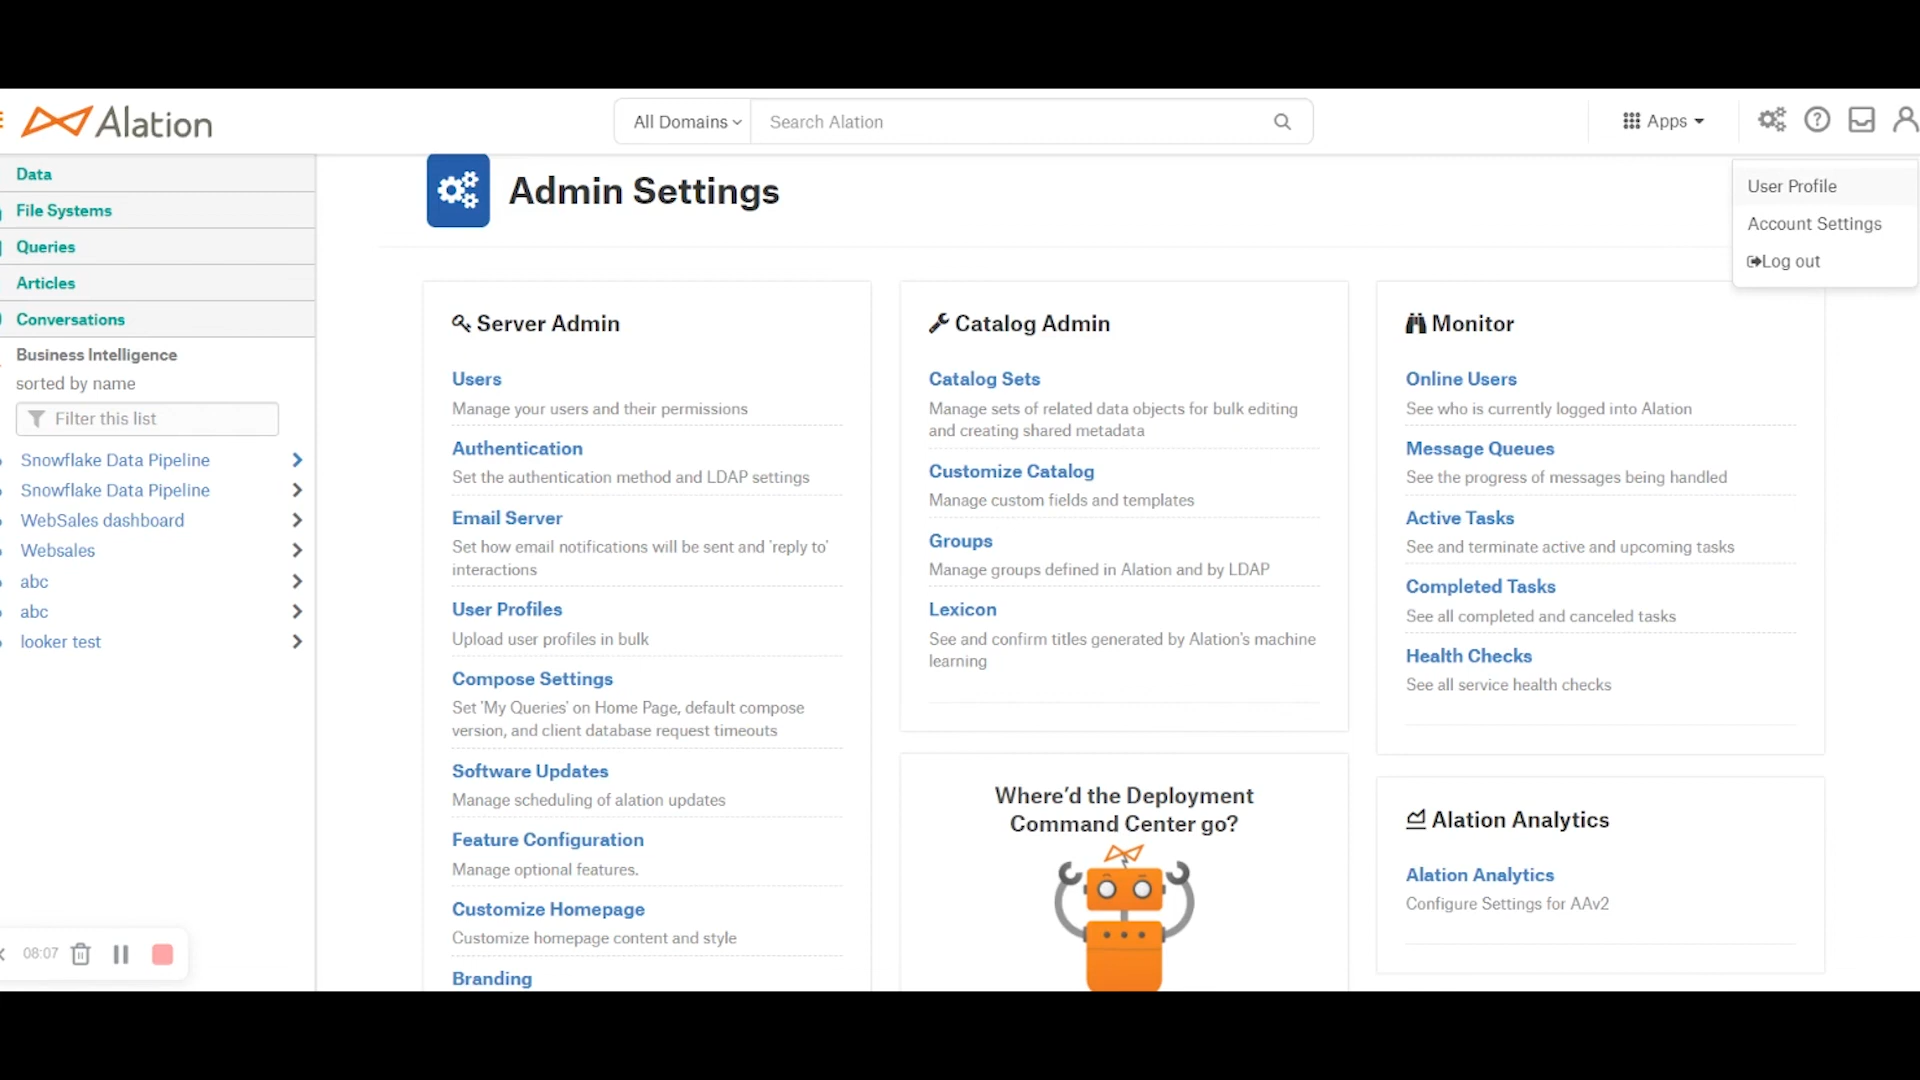 Alation
All Domains
Search Alation
Apps
User Profile
Account Settings
Log out
Data
File Systems
Queries
Articles
Conversations
Business Intelligence
sorted by name
Filter this list
Snowflake Data Pipeline
Snowflake Data Pipeline
WebSales dashboard
Websales
abc
abc
looker test
08:07
Admin Settings
Server Admin
Users
Manage your users and their permissions
Authentication
Set the authentication method and LDAP settings
Email Server
Set how email notifications will be sent and 'reply to'
interactions
User Profiles
Upload user profiles in bulk
Compose Settings
Set 'My Queries' on Home Page, default compose
version, and client database request timeouts
Software Updates
Manage scheduling of alation updates
Feature Configuration
Manage optional features.
Customize Homepage
Customize homepage content and style
Branding
Catalog Admin
Catalog Sets
Manage sets of related data objects for bulk editing
and creating shared metadata
Customize Catalog
Manage custom fields and templates
Groups
Manage groups defined in Alation and by LDAP
Lexicon
See and confirm titles generated by Alation's machine
learning
Where'd the Deployment
Command Center go?
Monitor
Online Users
See who is currently logged into Alation
Message Queues
See the progress of messages being handled
Active Tasks
See and terminate active and upcoming tasks
Completed Tasks
See all completed and canceled tasks
Health Checks
See all service health checks
Alation Analytics
Alation Analytics
Configure Settings for AAv2